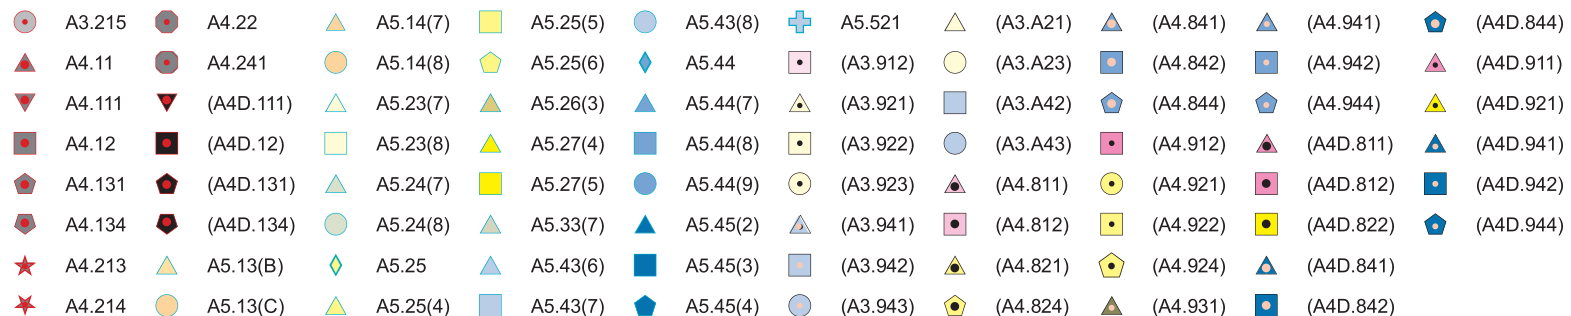 A3.215 A4.22 A5.14(7) A5.25(5) A5.43(8) A5.521 (A3.A21) (A4.841) (A4.941) (A4D.844)
A4.11 A4.241 A5.14(8) A5.25(6) A5.44 (A3.912) (A3.A23) (A4.842) (A4.942) (A4D.911)
A4.111 (A4D.111) A5.23(7) A5.26(3) A5.44(7) (A3.921) (A3.A42) (A4.844) (A4.944) (A4D.921)
A4.12 (A4D.12) A5.23(8) A5.27(4) A5.44(8) (A3.922) (A3.A43) (A4.912) (A4D.811) (A4D.941)
A4.131 (A4D.131) A5.24(7) A5.27(5) A5.44(9) (A3.923) (A4.811) (A4.921) (A4D.812) (A4D.942)
A4.134 (A4D.134) A5.24(8) A5.33(7) A5.45(2) (A3.941) (A4.812) (A4.922) (A4D.822) (A4D.944)
A4.213 A5.13(B) A5.25 A5.43(6) A5.45(3) (A3.942) (A4.821) (A4.924) (A4D.841)
A4.214 A5.13(C) A5.25(4) A5.43(7) A5.45(4) (A3.943) (A4.824) (A4.931) (A4D.842)